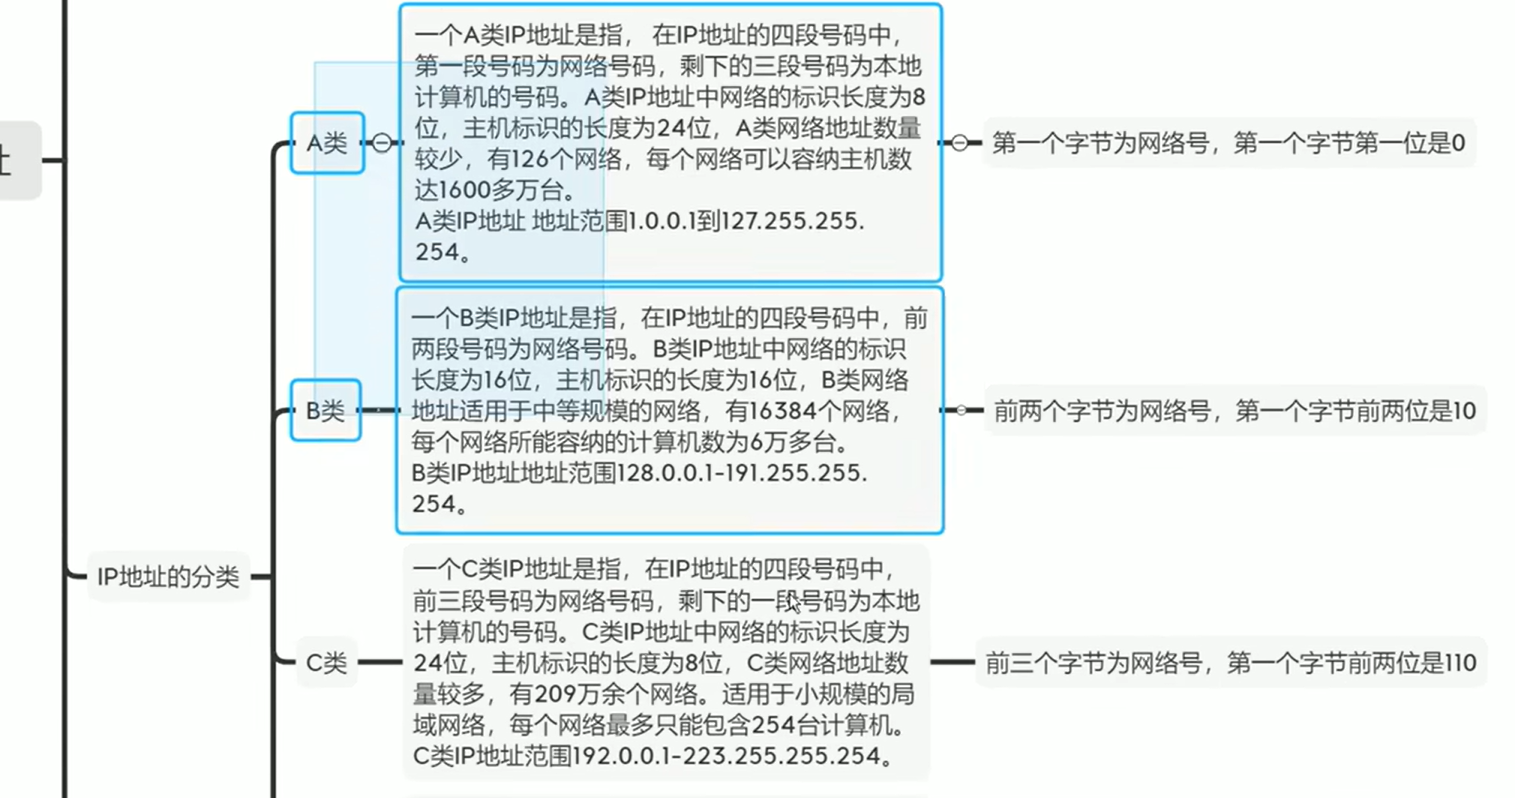 址
IP地址的分类
A类
一个A类IP地址是指， 在IP地址的四段号码中，
第一段号码为网络号码，剩下的三段号码为本地
计算机的号码。A类IP地址中网络的标识长度为8
位，主机标识的长度为24位，A类网络地址数量
较少，有126个网络，每个网络可以容纳主机数
达1600多万台。
A类IP地址 地址范围1.0.0.1到127.255.255.
254。
第一个字节为网络号，第一个字节第一位是0
B类
一个B类IP地址是指，在IP地址的四段号码中，前
两段号码为网络号码。B类IP地址中网络的标识
长度为16位，主机标识的长度为16位，B类网络
地址适用于中等规模的网络，有16384个网络，
每个网络所能容纳的计算机数为6万多台。
B类IP地址地址范围128.0.0.1-191.255.255.
254。
前两个字节为网络号，第一个字节前两位是10
C类
一个C类IP地址是指，在IP地址的四段号码中，
前三段号码为网络号码，剩下的一段号码为本地
计算机的号码。C类IP地址中网络的标识长度为
24位，主机标识的长度为8位，C类网络地址数
量较多，有209万余个网络。适用于小规模的局
域网络，每个网络最多只能包含254台计算机。
C类IP地址范围192.0.0.1-223.255.255.254。
前三个字节为网络号，第一个字节前两位是110